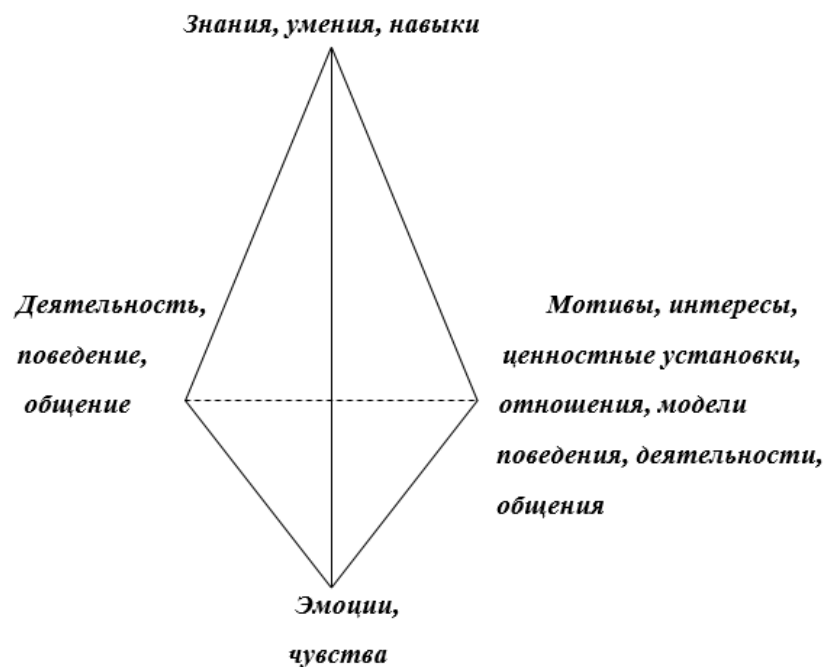 Знания, умения, навыки
Деятельность,
поведение,
общение
Мотивы, интересы,
ценностные установки,
отношения, модели
поведения, деятельности,
общения
Эмоции,
чувства